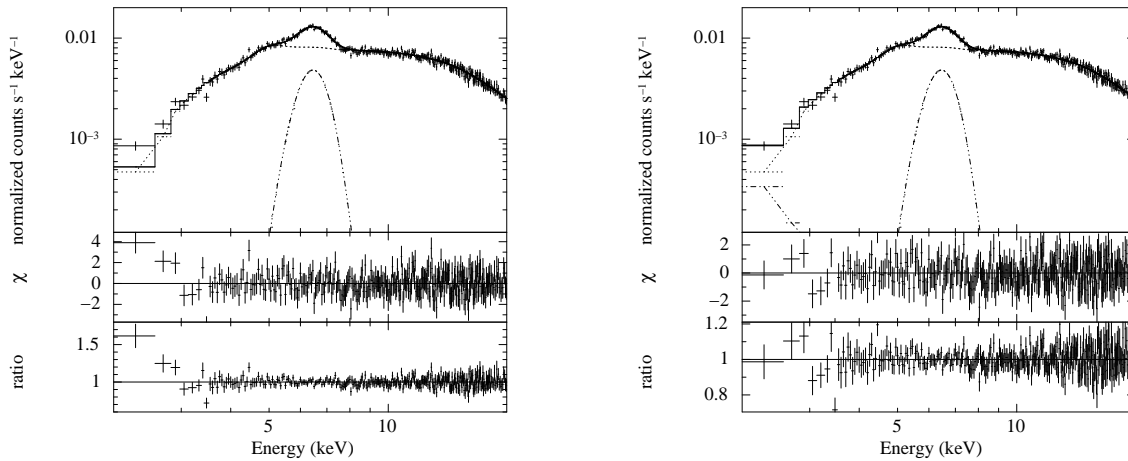 normalized counts s⁻¹ keV⁻¹
0.01
10⁻³
χ
4
2
0
−2
ratio
1.5
1
5
10
Energy (keV)
normalized counts s⁻¹ keV⁻¹
0.01
10⁻³
χ
2
0
−2
ratio
1.2
1
0.8
5
10
Energy (keV)